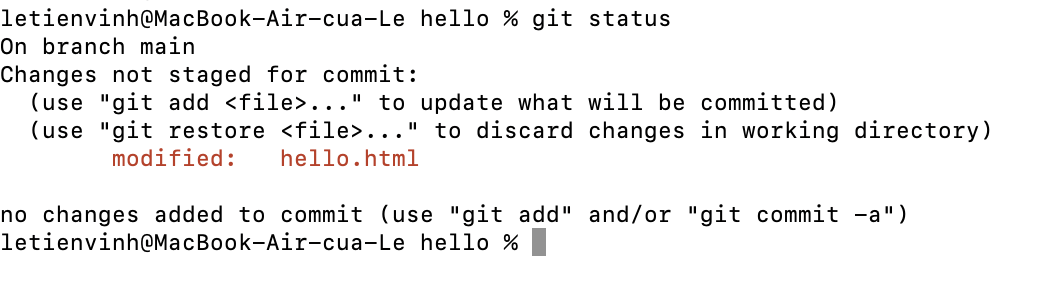 letienvinh@MacBook-Air-cua-Le hello % git status
On branch main
Changes not staged for commit:
  (use "git add <file>..." to update what will be committed)
  (use "git restore <file>..." to discard changes in working directory)
        modified:   hello.html

no changes added to commit (use "git add" and/or "git commit -a")
letienvinh@MacBook-Air-cua-Le hello %